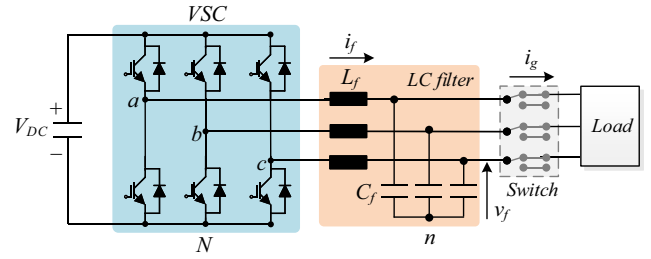 VSC
i_f
L_f
LC filter
i_g
a
V_DC
+
−
b
Load
c
C_f
Switch
v_f
N
n